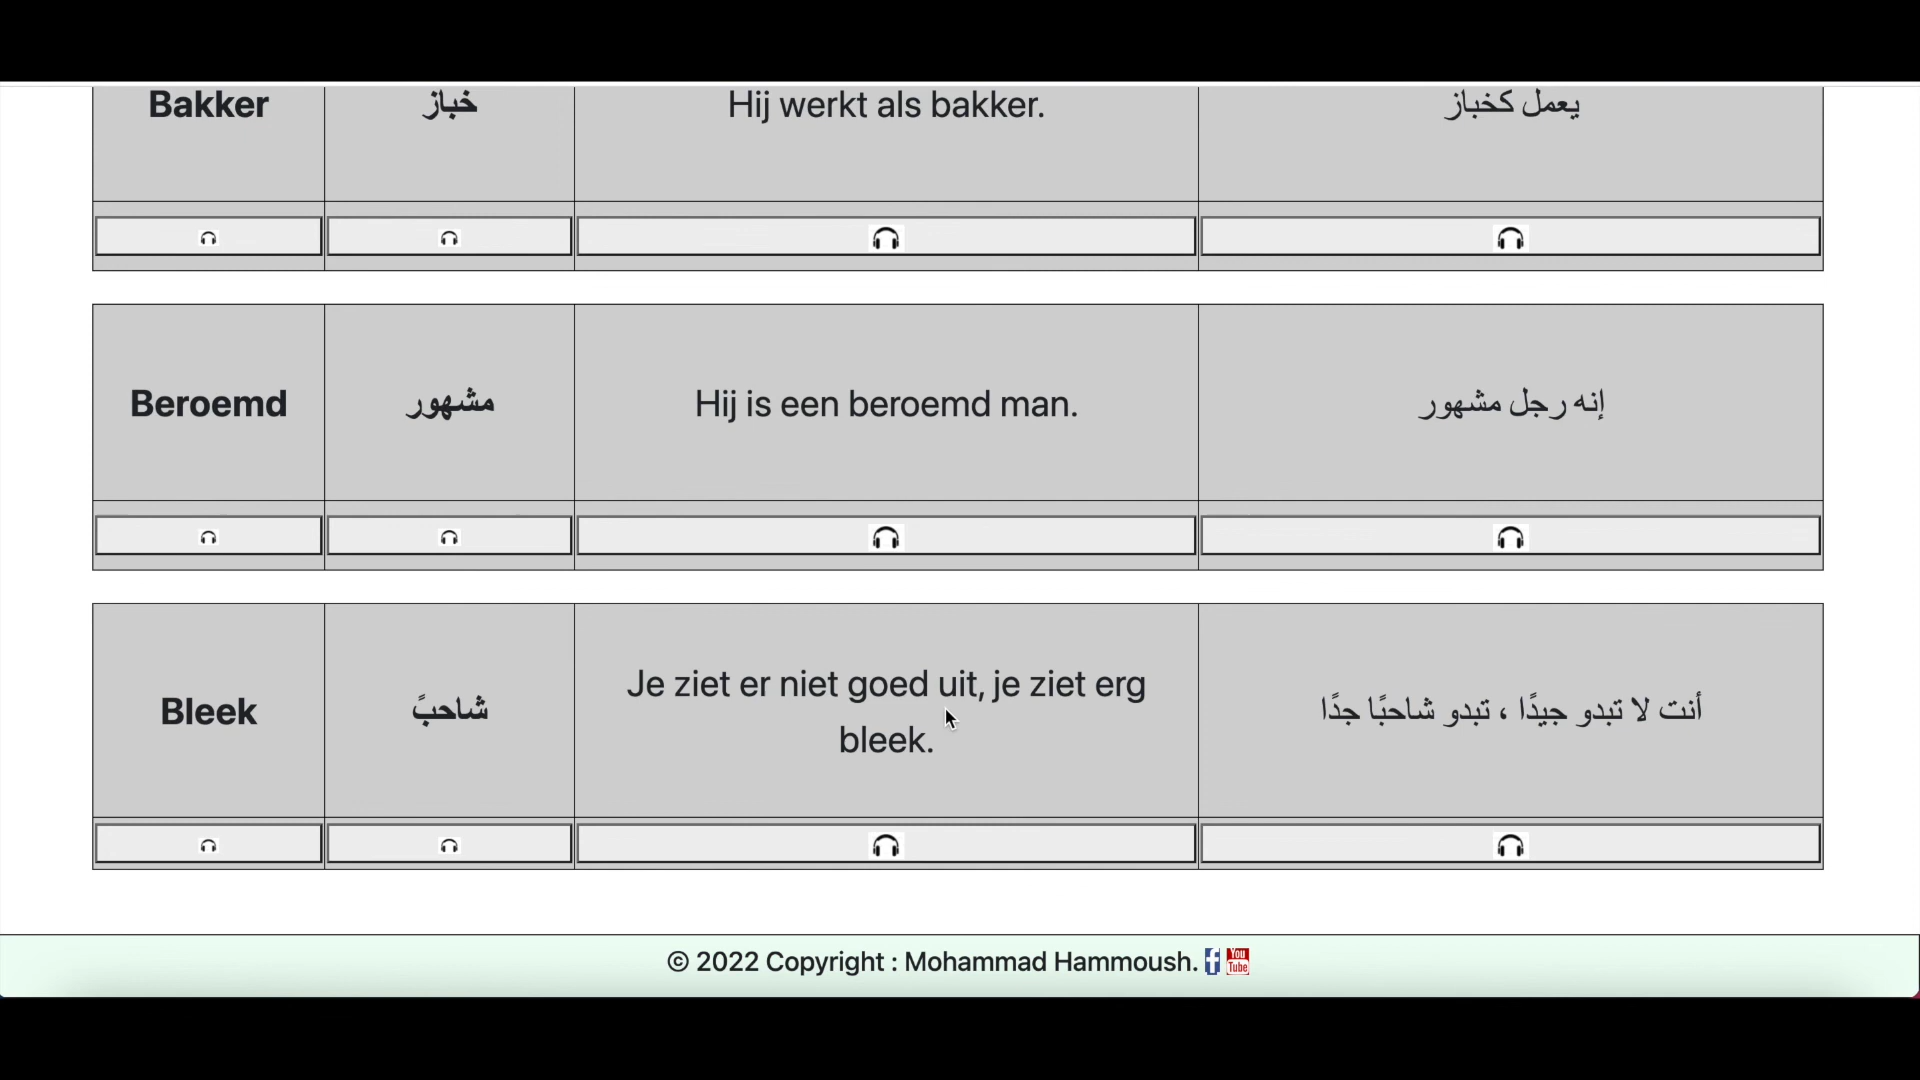 Bakker
خباز
Hij werkt als bakker.
يعمل كخباز
Beroemd
مشهور
Hij is een beroemd man.
إنه رجل مشهور
Bleek
شاحبً
Je ziet er niet goed uit, je ziet erg
bleek.
أنت لا تبدو جيدًا ، تبدو شاحبًا جدًا
© 2022 Copyright : Mohammad Hammoush.
f
You
Tube